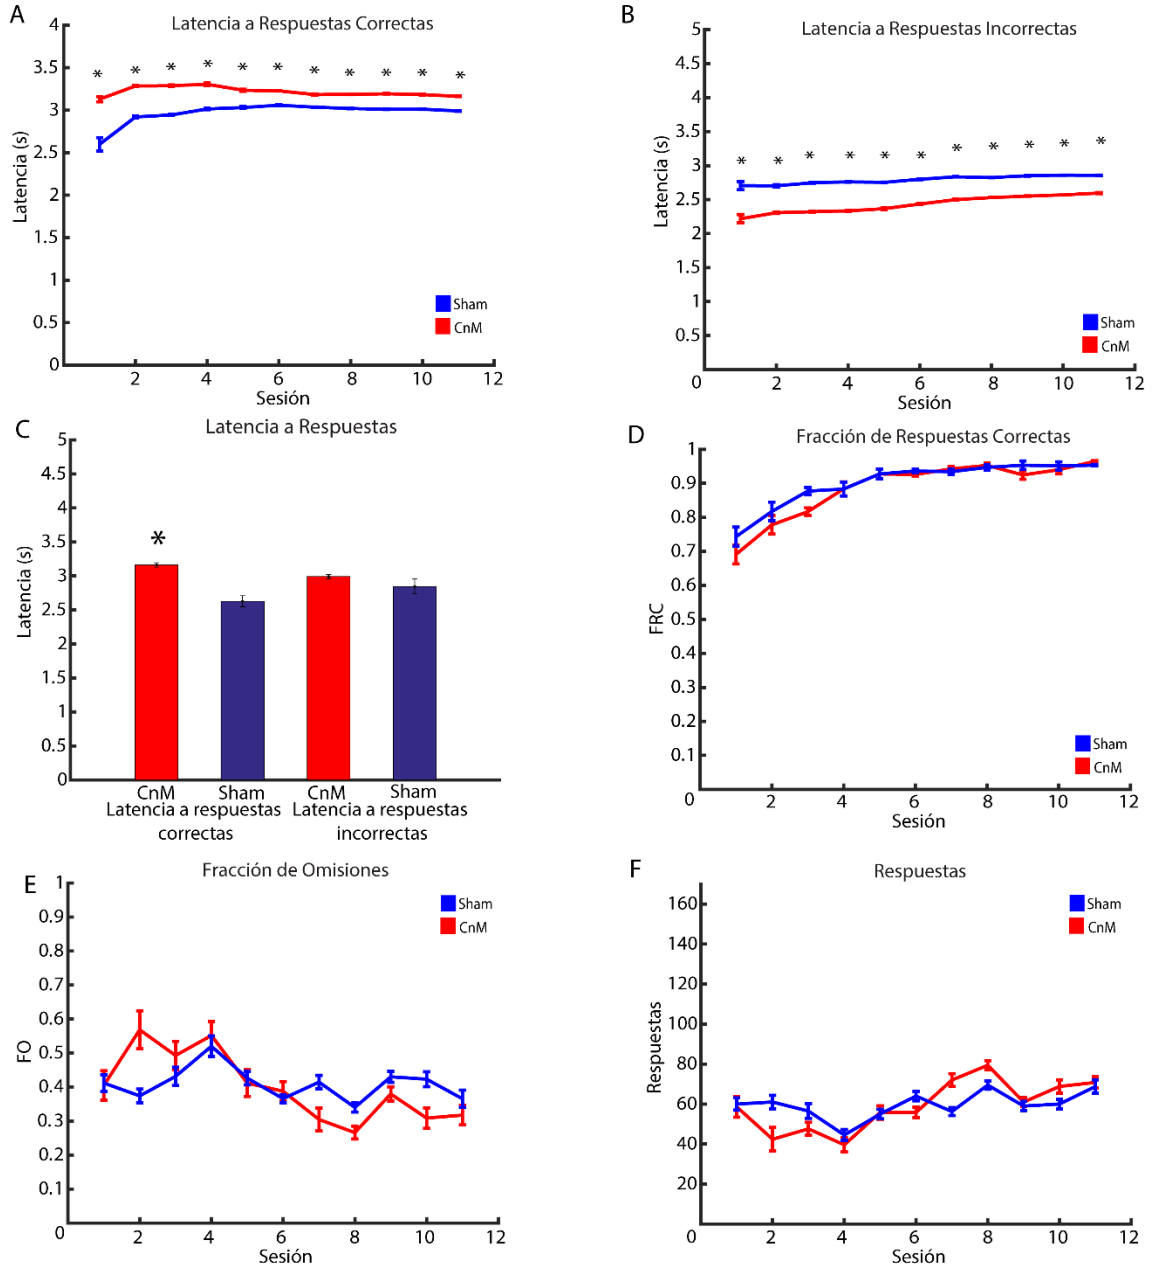 A
Latencia a Respuestas Correctas
4
3.5
3
2.5
2
1.5
1
0.5
0
Latencia (s)
* * * * * * * * * * *
Sham
CnM
2 4 6 8 10 12
Sesión
B
Latencia a Respuestas Incorrectas
5
4.5
4
3.5
3
2.5
2
1.5
1
0.5
0
Latencia (s)
* * * * * * * * * * *
Sham
CnM
2 4 6 8 10 12
Sesión
C
Latencia a Respuestas
5
4.5
4
3.5
3
2.5
2
1.5
1
0.5
0
Latencia (s)
*
CnM Sham CnM Sham
Latencia a respuestas correctas
Latencia a respuestas incorrectas
D
Fracción de Respuestas Correctas
1
0.9
0.8
0.7
0.6
0.5
0.4
0.3
0.2
0.1
0
FRC
Sham
CnM
2 4 6 8 10 12
Sesión
E
Fracción de Omisiones
1
0.9
0.8
0.7
0.6
0.5
0.4
0.3
0.2
0.1
0
FO
Sham
CnM
2 4 6 8 10 12
Sesión
F
Respuestas
160
140
120
100
80
60
40
20
0
Respuestas
Sham
CnM
2 4 6 8 10 12
Sesión